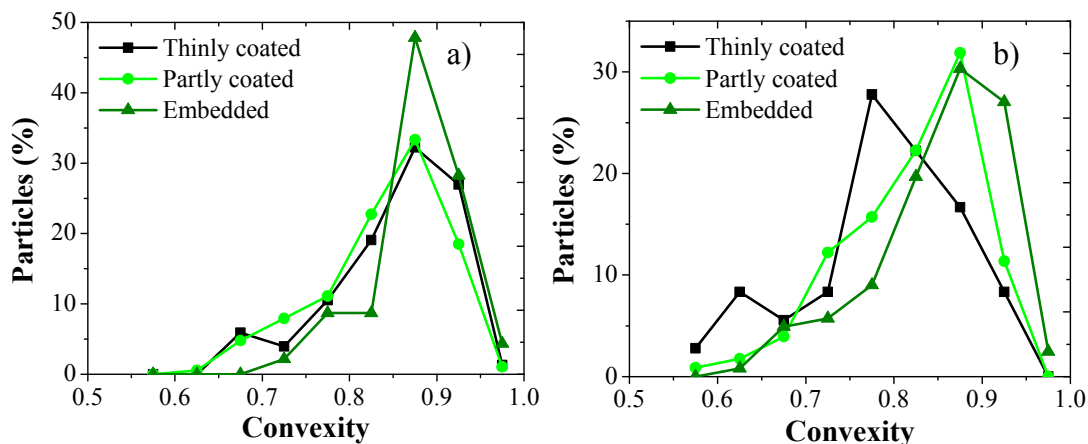 50
40
30
20
10
0
Particles (%)
Thinly coated
Partly coated
Embedded
a)
0.5 0.6 0.7 0.8 0.9 1.0
Convexity
30
20
10
0
Particles (%)
Thinly coated
Partly coated
Embedded
b)
0.5 0.6 0.7 0.8 0.9 1.0
Convexity